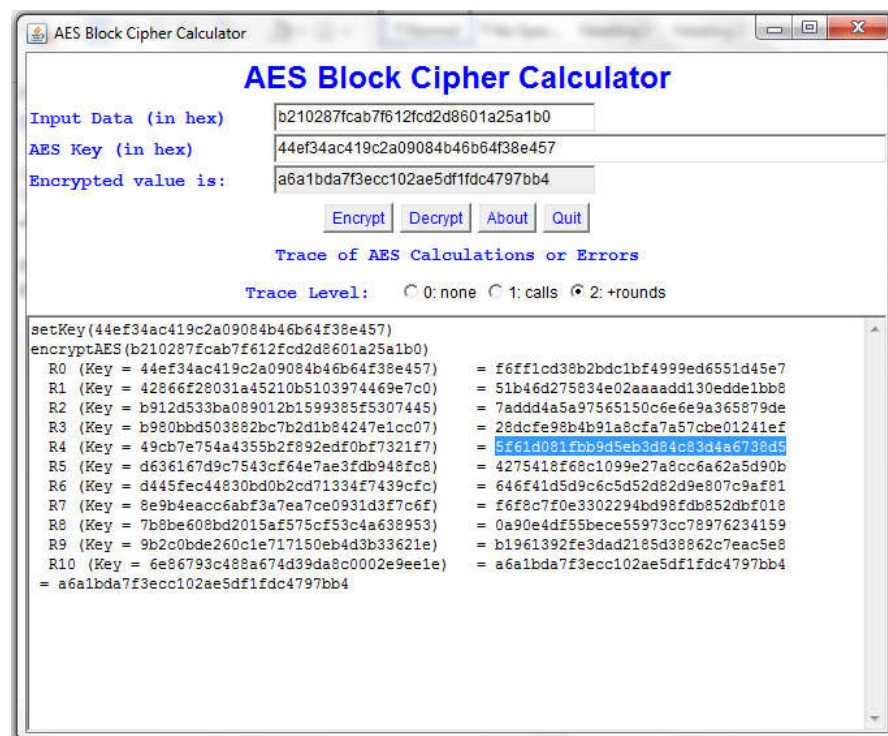 AES Block Cipher Calculator
AES Block Cipher Calculator
Input Data (in hex) b210287fcab7f612fcd2d8601a25a1b0
AES Key (in hex) 44ef34ac419c2a09084b46b64f38e457
Encrypted value is: a6a1bda7f3ecc102ae5df1fdc4797bb4
Encrypt Decrypt About Quit
Trace of AES Calculations or Errors
Trace Level: 0: none 1: calls 2: +rounds
setKey(44ef34ac419c2a09084b46b64f38e457)
encryptAES(b210287fcab7f612fcd2d8601a25a1b0)
R0 (Key = 44ef34ac419c2a09084b46b64f38e457) = f6ff1cd38b2bdc1bf4999ed6551d45e7
R1 (Key = 42866f28031a45210b5103974469e7c0) = 51b46d275834e02aaaadd130edde1bb8
R2 (Key = b912d533ba089012b1599385f5307445) = 7addd4a5a97565150c6e6e9a365879de
R3 (Key = b980bbd503882bc7b2d1b84247e1cc07) = 28dcfe98b4b91a8cfa7a57cbe01241ef
R4 (Key = 49cb7e754a4355b2f892edf0bf7321f7) = 5f61d081fbb9d5eb3d84c83d4a6738d5
R5 (Key = d636167d9c7543cf64e7ae3fdb948fc8) = 4275418f68c1099e27a8cc6a62a5d90b
R6 (Key = d445fec44830bd0b2cd71334f7439cfc) = 646f41d5d9c6c5d52d82d9e807c9af81
R7 (Key = 8e9b4eacc6abf3a7ea7ce0931d3f7c6f) = f6f8c7f0e3302294bd98fdb852dbf018
R8 (Key = 7b8be608bd2015af575cf53c4a638953) = 0a90e4df55bece55973cc78976234159
R9 (Key = 9b2c0bde260c1e717150eb4d3b33621e) = b1961392fe3dad2185d38862c7eac5e8
R10 (Key = 6e86793c488a674d39da8c0002e9ee1e) = a6a1bda7f3ecc102ae5df1fdc4797bb4
= a6a1bda7f3ecc102ae5df1fdc4797bb4